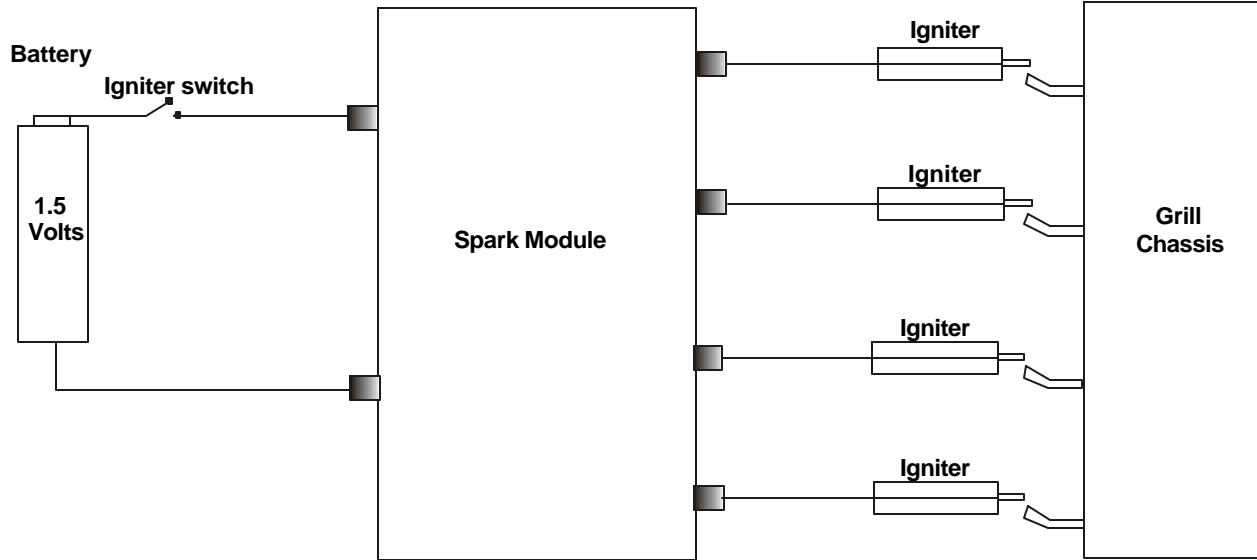 Battery
Igniter switch
1.5
Volts
Spark Module
Igniter
Igniter
Igniter
Igniter
Grill
Chassis